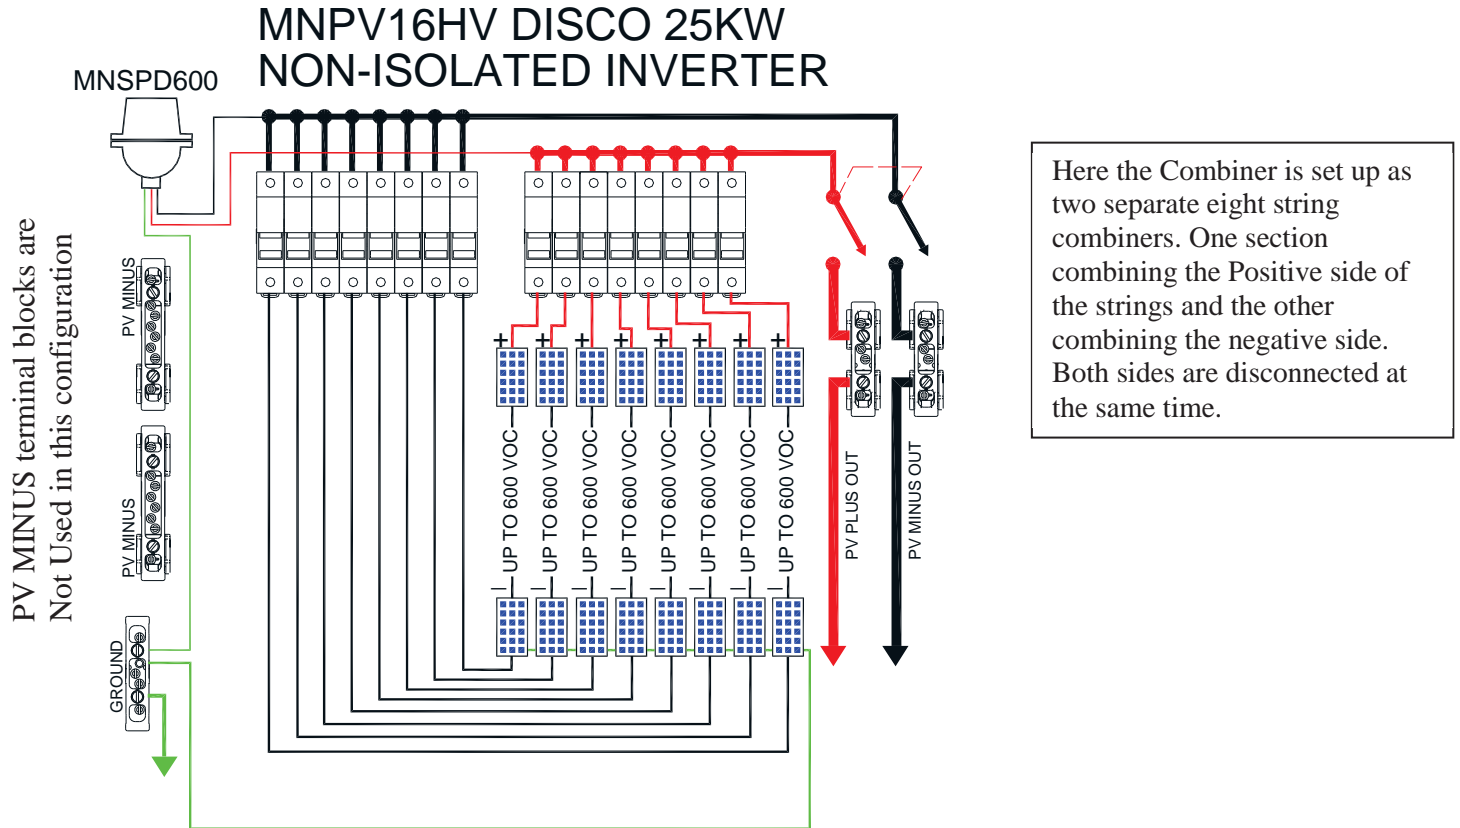 MNPV16HV DISCO 25KW
NON-ISOLATED INVERTER
MNSPD600
PV MINUS terminal blocks are
Not Used in this configuration
PV MINUS
PV MINUS
GROUND
+ + + + + + + +
UP TO 600 VOC
UP TO 600 VOC
UP TO 600 VOC
UP TO 600 VOC
UP TO 600 VOC
UP TO 600 VOC
UP TO 600 VOC
UP TO 600 VOC
− − − − − − − −
PV PLUS OUT
PV MINUS OUT
Here the Combiner is set up as
two separate eight string
combiners. One section
combining the Positive side of
the strings and the other
combining the negative side.
Both sides are disconnected at
the same time.